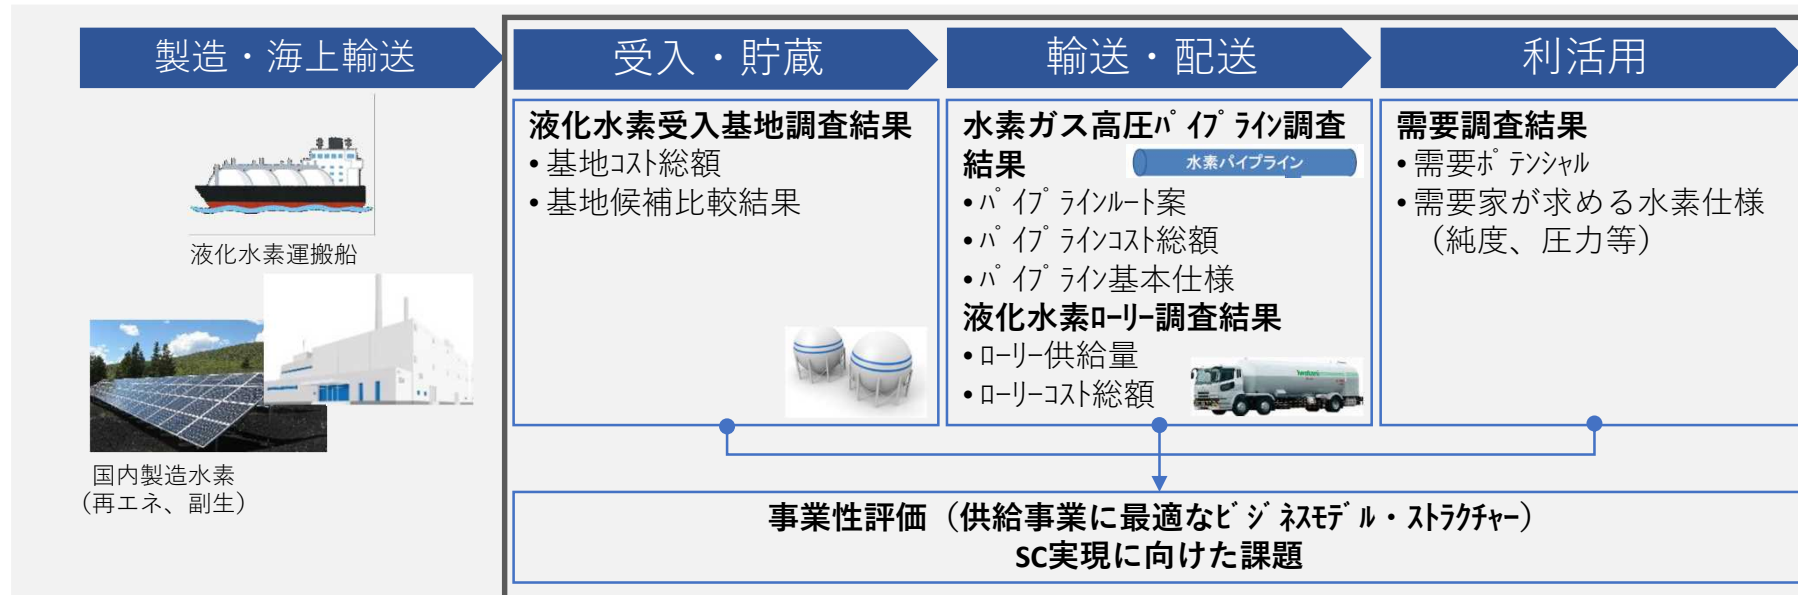 製造・海上輸送
液化水素運搬船
国内製造水素
（再エネ、副生）
受入・貯蔵
液化水素受入基地調査結果
• 基地ｺｽﾄ総額
• 基地候補比較結果
輸送・配送
水素ガス高圧ﾊﾟｲﾌﾟﾗｲﾝ調査
結果
水素パイプライン
• ﾊﾟｲﾌﾟﾗｲﾝﾙｰﾄ案
• ﾊﾟｲﾌﾟﾗｲﾝｺｽﾄ総額
• ﾊﾟｲﾌﾟﾗｲﾝ基本仕様
液化水素ﾛｰﾘｰ調査結果
• ﾛｰﾘｰ供給量
• ﾛｰﾘｰｺｽﾄ総額
Iwatani
利活用
需要調査結果
• 需要ﾎﾟﾃﾝｼｬﾙ
• 需要家が求める水素仕様
（純度、圧力等）
事業性評価（供給事業に最適なﾋﾞｼﾞﾈｽﾓﾃﾞﾙ・ｽﾄﾗｸﾁｬｰ）
SC実現に向けた課題